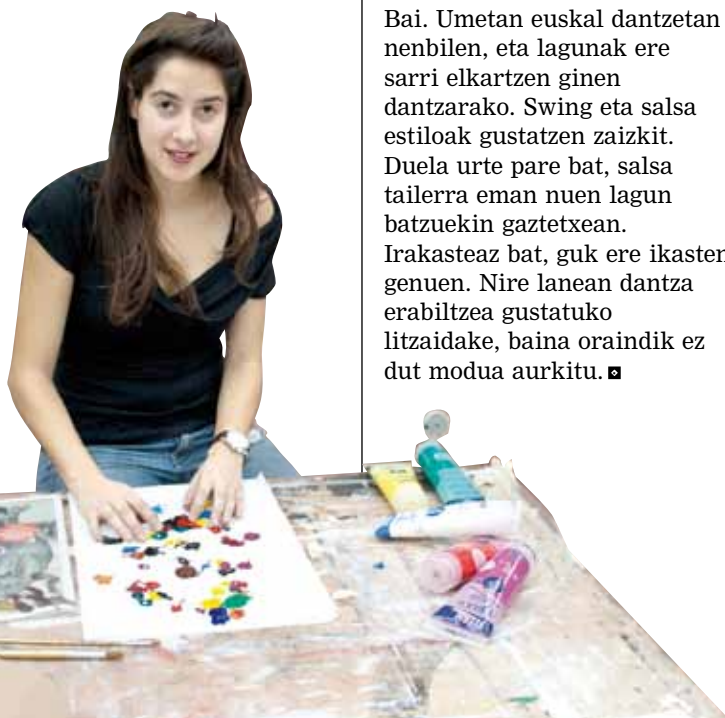 Bai. Umetan euskal dantzetan
nenbilen, eta lagunak ere
sarri elkartzen ginen
dantzarako. Swing eta salsa
estiloak gustatzen zaizkit.
Duela urte pare bat, salsa
tailerra eman nuen lagun
batzuekin gaztetxean.
Irakasteaz bat, guk ere ikasten
genuen. Nire lanean dantza
erabiltzea gustatuko
litzaidake, baina oraindik ez
dut modua aurkitu.